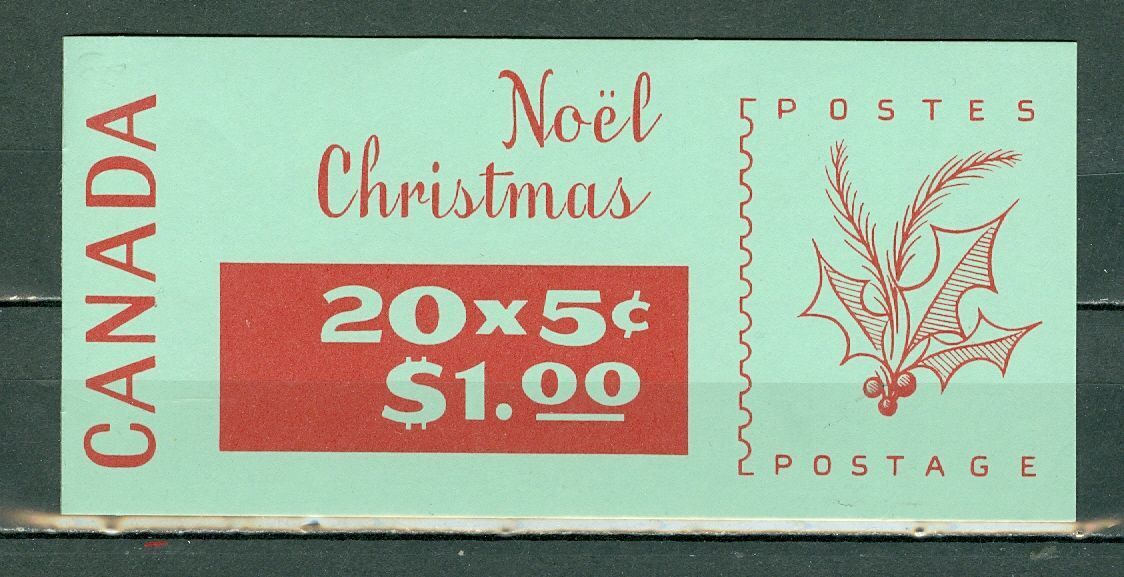 CANADA
Noël
Christmas
20x5¢
$1.00
POSTES
POSTAGE